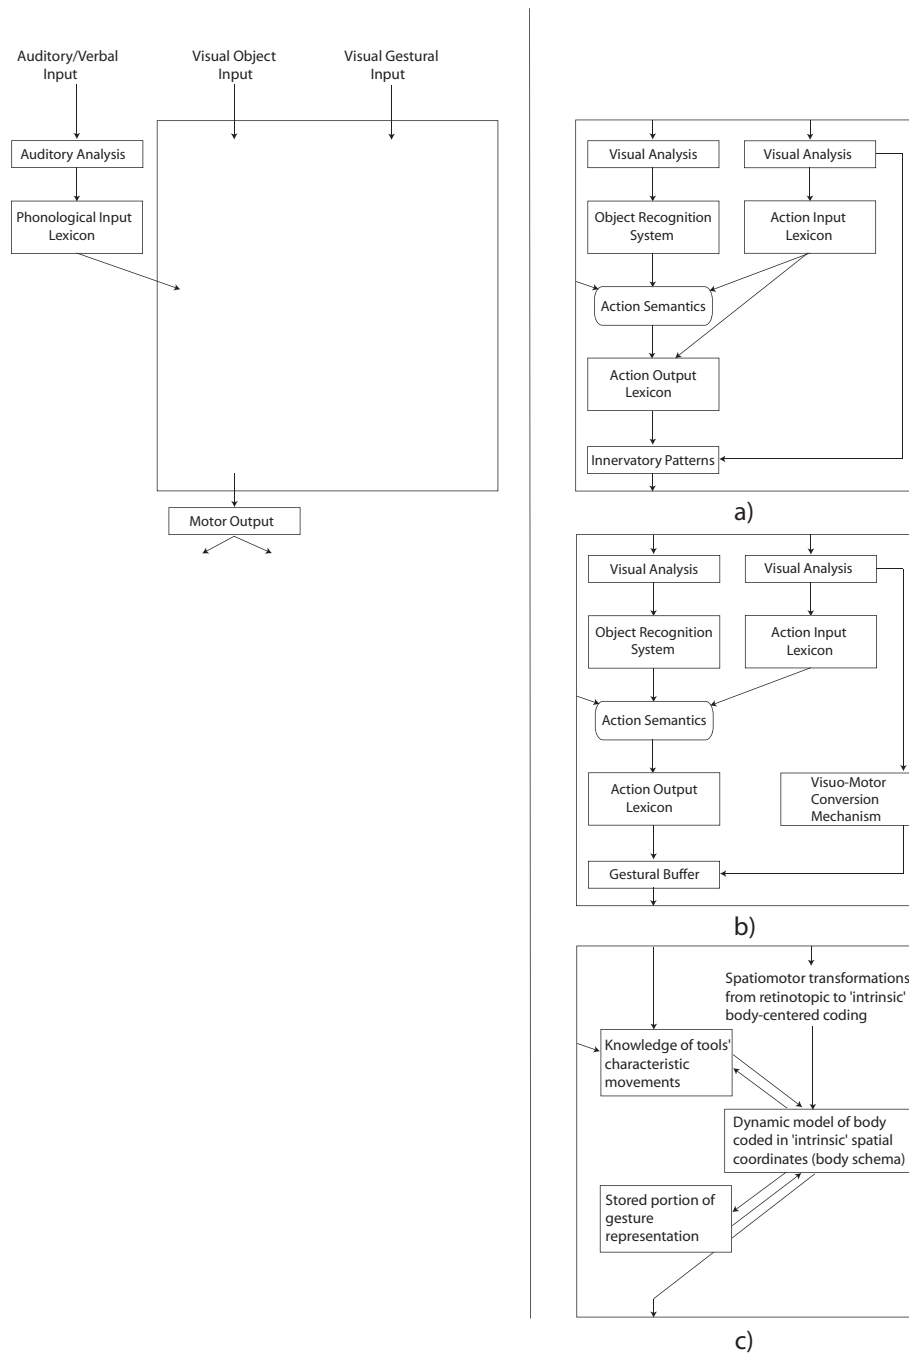 Auditory/Verbal
Input
Visual Object
Input
Visual Gestural
Input
Auditory Analysis
Phonological Input
Lexicon
Motor Output
Visual Analysis
Visual Analysis
Object Recognition
System
Action Input
Lexicon
Action Semantics
Action Output
Lexicon
Innervatory Patterns
a)
Visual Analysis
Visual Analysis
Object Recognition
System
Action Input
Lexicon
Action Semantics
Action Output
Lexicon
Visuo-Motor
Conversion
Mechanism
Gestural Buffer
b)
Spatiomotor transformations
from retinotopic to 'intrinsic'
body-centered coding
Knowledge of tools'
characteristic
movements
Dynamic model of body
coded in 'intrinsic' spatial
coordinates (body schema)
Stored portion of
gesture
representation
c)